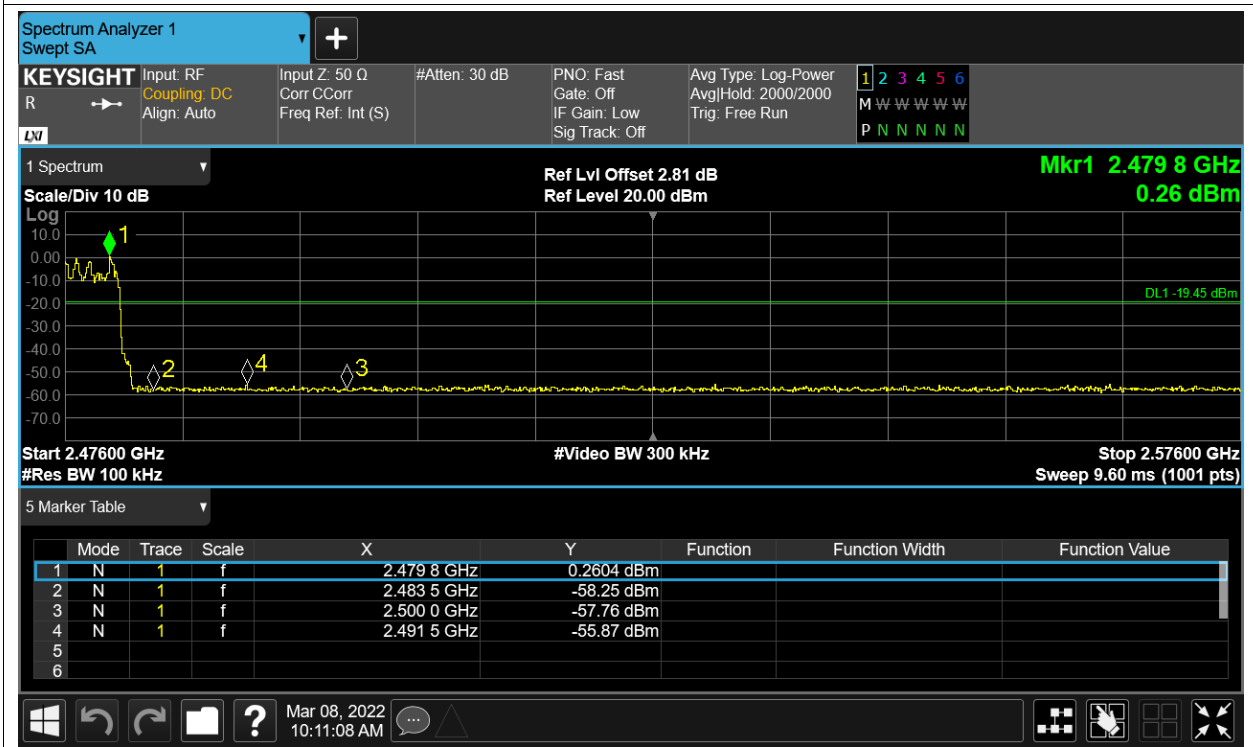 Spectrum Analyzer 1
Swept SA
+
KEYSIGHT
R
LXI
Input: RF
Coupling: DC
Align: Auto
Input Z: 50 Ω
Corr CCorr
Freq Ref: Int (S)
#Atten: 30 dB
PNO: Fast
Gate: Off
IF Gain: Low
Sig Track: Off
Avg Type: Log-Power
Avg|Hold: 2000/2000
Trig: Free Run
1 2 3 4 5 6
M W W W W W
P N N N N N
1 Spectrum
Scale/Div 10 dB
Ref Lvl Offset 2.81 dB
Ref Level 20.00 dBm
Mkr1 2.479 8 GHz
0.26 dBm
Log
10.0
0.00
-10.0
-20.0
-30.0
-40.0
-50.0
-60.0
-70.0
1
2
4
3
DL1 -19.45 dBm
Start 2.47600 GHz
#Video BW 300 kHz
Stop 2.57600 GHz
#Res BW 100 kHz
Sweep 9.60 ms (1001 pts)
5 Marker Table
Mode Trace Scale X Y Function Function Width Function Value
1 N 1 f 2.479 8 GHz 0.2604 dBm
2 N 1 f 2.483 5 GHz -58.25 dBm
3 N 1 f 2.500 0 GHz -57.76 dBm
4 N 1 f 2.491 5 GHz -55.87 dBm
5
6
?
Mar 08, 2022
10:11:08 AM